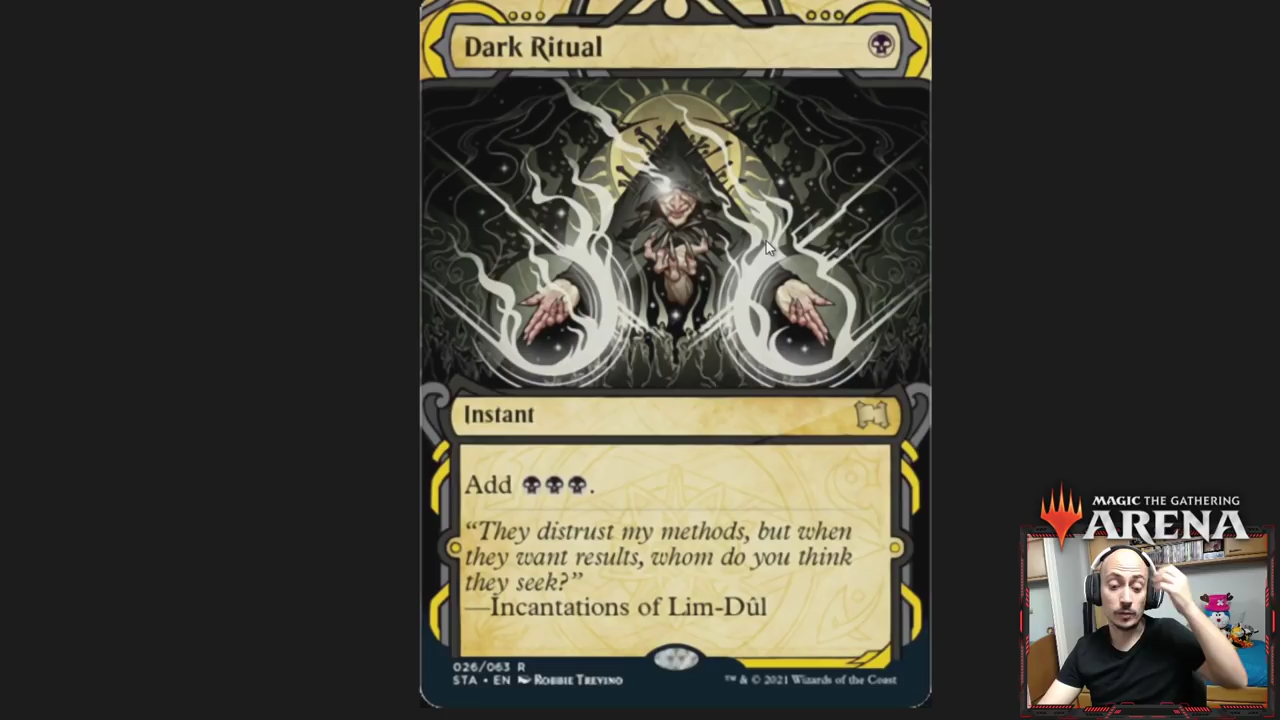 Dark Ritual
Instant
Add
“They distrust my methods, but when
they want results, whom do you think
they seek?”
—Incantations of Lim-Dûl
026/063 R
STA • EN Robbie Trevino
™ & © 2021 Wizards of the Coast
MAGIC THE GATHERING
ARENA